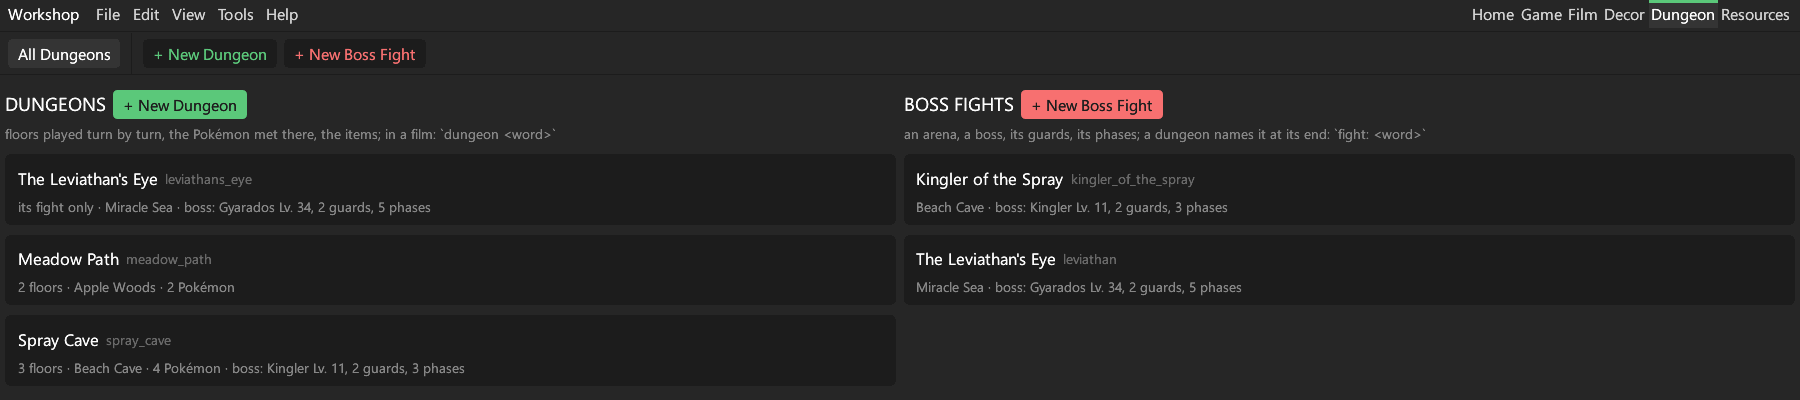 Workshop File Edit View Tools Help Home Game Film Decor Dungeon Resources
All Dungeons + New Dungeon + New Boss Fight
DUNGEONS + New Dungeon
floors played turn by turn, the Pokémon met there, the items; in a film: `dungeon <word>`
The Leviathan's Eye leviathans_eye
its fight only · Miracle Sea · boss: Gyarados Lv. 34, 2 guards, 5 phases
Meadow Path meadow_path
2 floors · Apple Woods · 2 Pokémon
Spray Cave spray_cave
3 floors · Beach Cave · 4 Pokémon · boss: Kingler Lv. 11, 2 guards, 3 phases
BOSS FIGHTS + New Boss Fight
an arena, a boss, its guards, its phases; a dungeon names it at its end: `fight: <word>`
Kingler of the Spray kingler_of_the_spray
Beach Cave · boss: Kingler Lv. 11, 2 guards, 3 phases
The Leviathan's Eye leviathan
Miracle Sea · boss: Gyarados Lv. 34, 2 guards, 5 phases